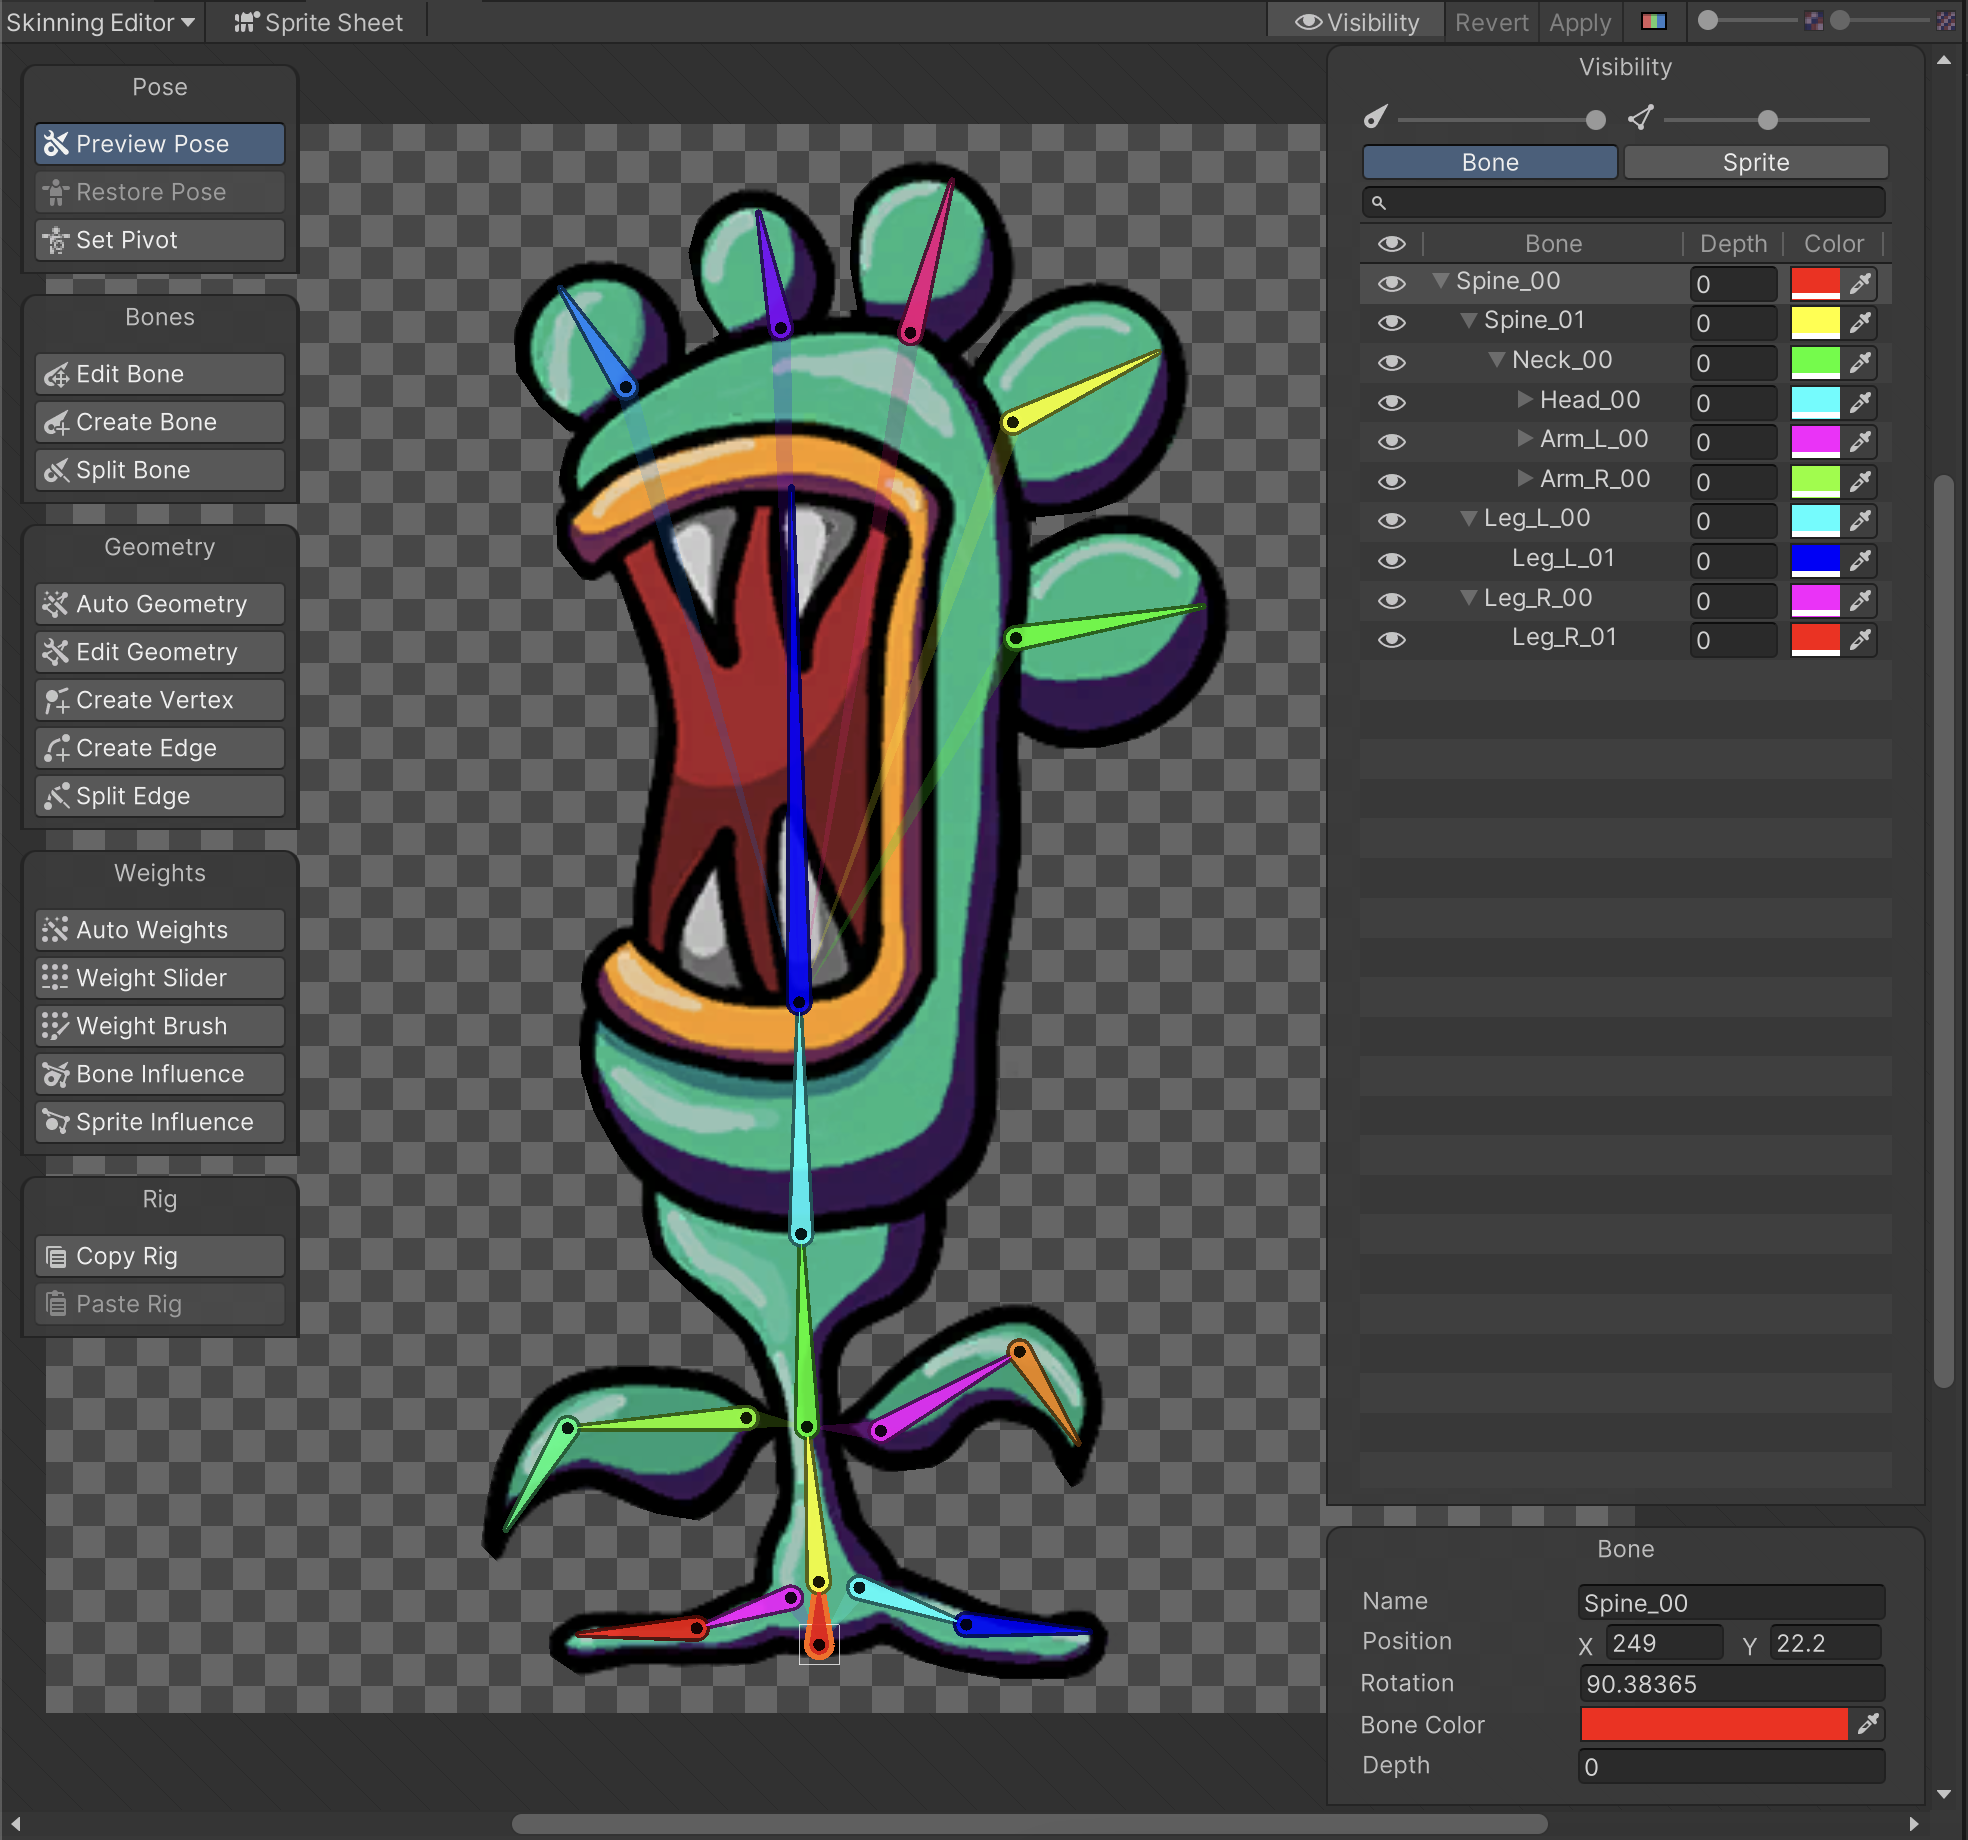 Skinning Editor
Sprite Sheet
Visibility
Revert
Apply
Pose
Preview Pose
Restore Pose
Set Pivot
Bones
Edit Bone
Create Bone
Split Bone
Geometry
Auto Geometry
Edit Geometry
Create Vertex
Create Edge
Split Edge
Weights
Auto Weights
Weight Slider
Weight Brush
Bone Influence
Sprite Influence
Rig
Copy Rig
Paste Rig
Visibility
Bone Sprite
Bone Depth Color
Spine_00 0
Spine_01 0
Neck_00 0
Head_00 0
Arm_L_00 0
Arm_R_00 0
Leg_L_00 0
Leg_L_01 0
Leg_R_00 0
Leg_R_01 0
Bone
Name Spine_00
Position X 249 Y 22.2
Rotation 90.38365
Bone Color
Depth 0